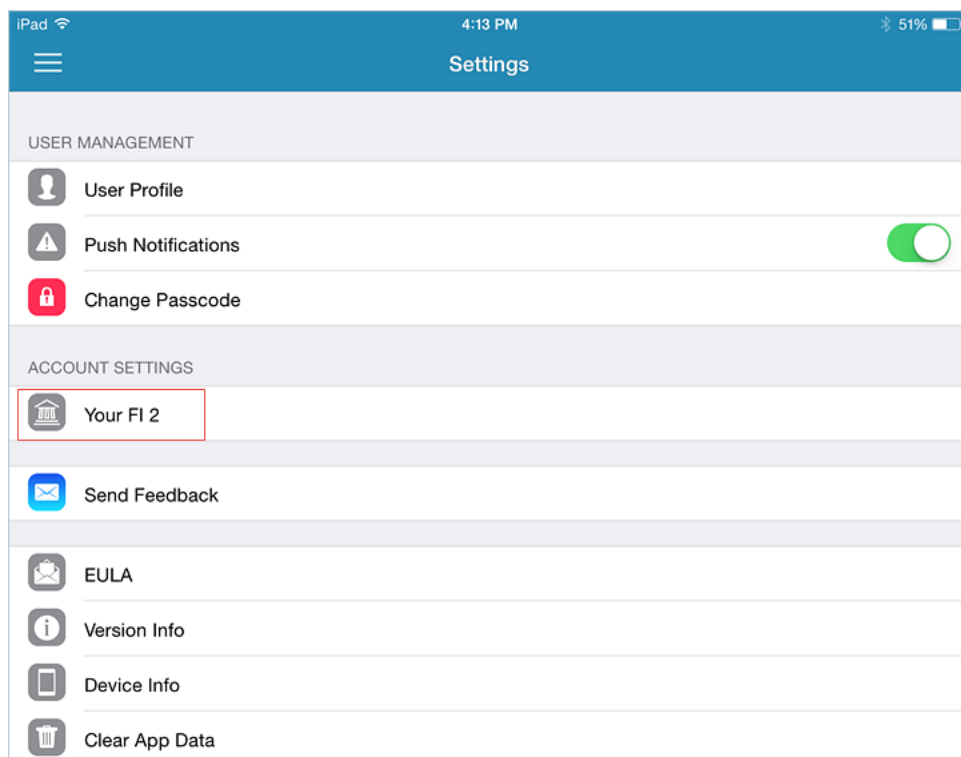 iPad 4:13 PM 51%
Settings
USER MANAGEMENT
User Profile
Push Notifications
Change Passcode
ACCOUNT SETTINGS
Your FI 2
Send Feedback
EULA
Version Info
Device Info
Clear App Data